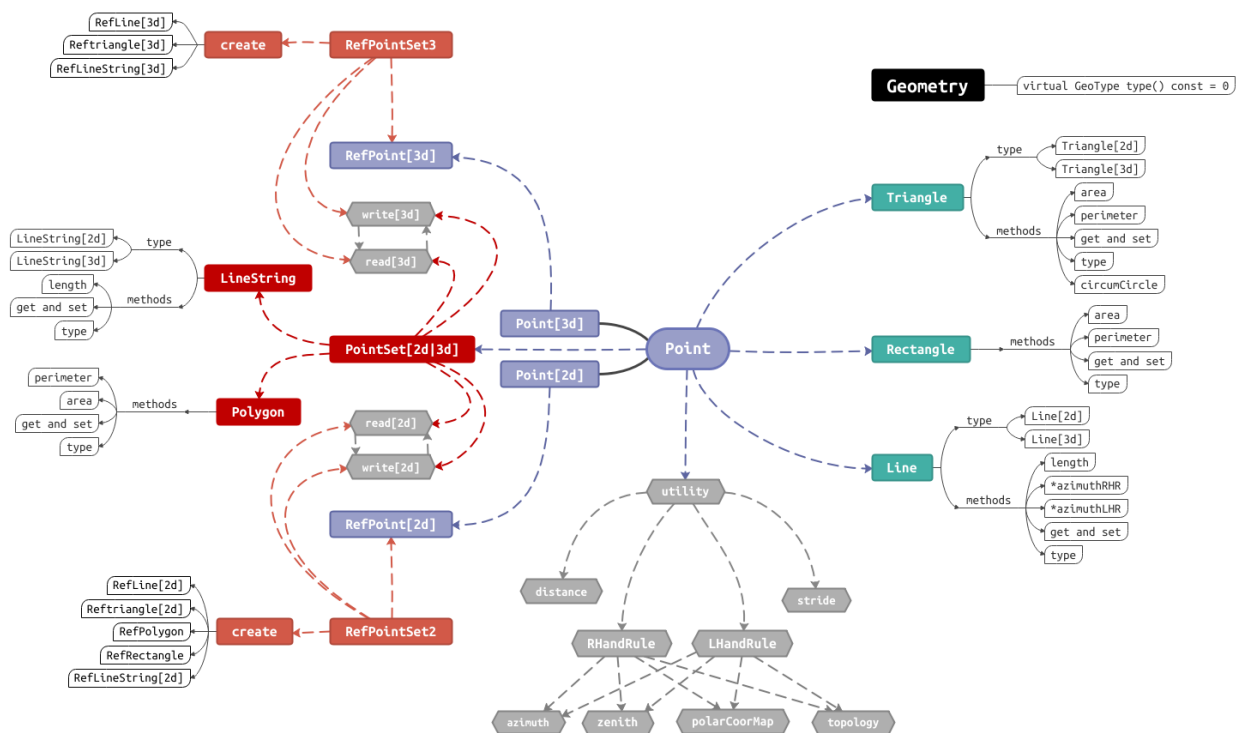 RefLine[3d]
Reftriangle[3d]
RefLineString[3d]
create
RefPointSet3
RefPoint[3d]
write[3d]
read[3d]
LineString[2d]
LineString[3d]
type
length
get and set
type
methods
LineString
PointSet[2d|3d]
perimeter
area
get and set
type
methods
Polygon
read[2d]
write[2d]
RefPoint[2d]
RefLine[2d]
Reftriangle[2d]
RefPolygon
RefRectangle
RefLineString[2d]
create
RefPointSet2
Point[3d]
Point[2d]
Point
utility
distance
stride
RHandRule
LHandRule
azimuth
zenith
polarCoorMap
topology
Geometry
virtual GeoType type() const = 0
Triangle
type
Triangle[2d]
Triangle[3d]
methods
area
perimeter
get and set
type
circumCircle
Rectangle
methods
area
perimeter
get and set
type
Line
type
Line[2d]
Line[3d]
methods
length
*azimuthRHR
*azimuthLHR
get and set
type